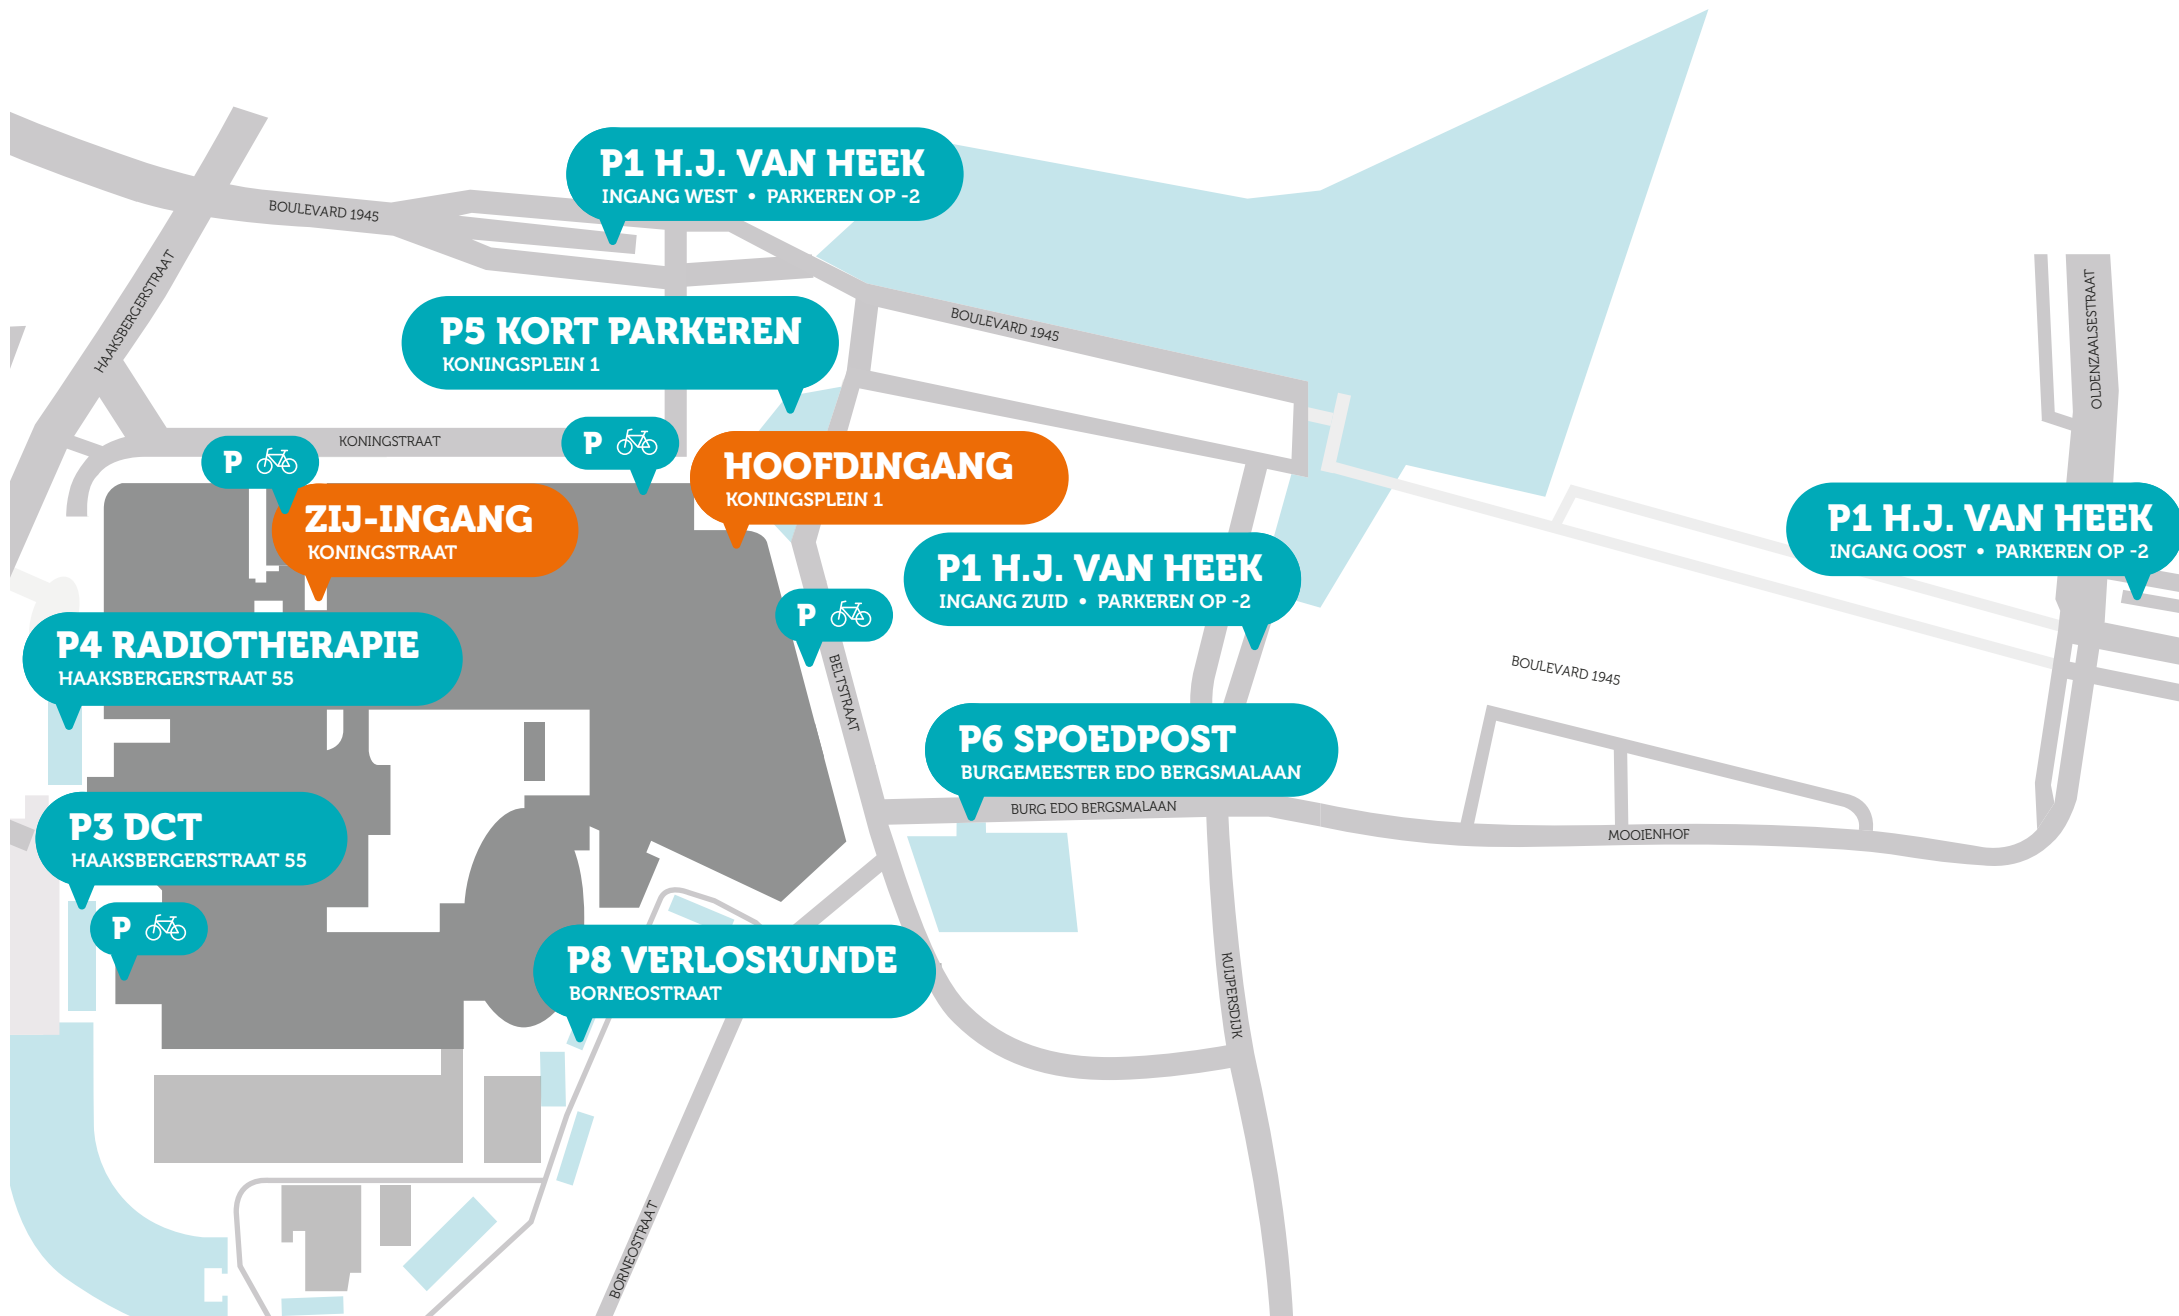 P1 H.J. VAN HEEK
INGANG WEST • PARKEREN OP -2
BOULEVARD 1945
HAAKSBERGERSTRAAT
P5 KORT PARKEREN
KONINGSPLEIN 1
BOULEVARD 1945
OLDENZAALSESTRAAT
KONINGSTRAAT
P
P
HOOFDINGANG
KONINGSPLEIN 1
ZIJ-INGANG
KONINGSTRAAT
P1 H.J. VAN HEEK
INGANG OOST • PARKEREN OP -2
P1 H.J. VAN HEEK
INGANG ZUID • PARKEREN OP -2
P
P4 RADIOTHERAPIE
HAAKSBERGERSTRAAT 55
BELTSTRAAT
BOULEVARD 1945
P6 SPOEDPOST
BURGEMEESTER EDO BERGSMALAAN
BURG EDO BERGSMALAAN
MOOIENHOF
P3 DCT
HAAKSBERGERSTRAAT 55
P
P8 VERLOSKUNDE
BORNEOSTRAAT
KUIJPERSDIJK
BORNEOSTRAAT